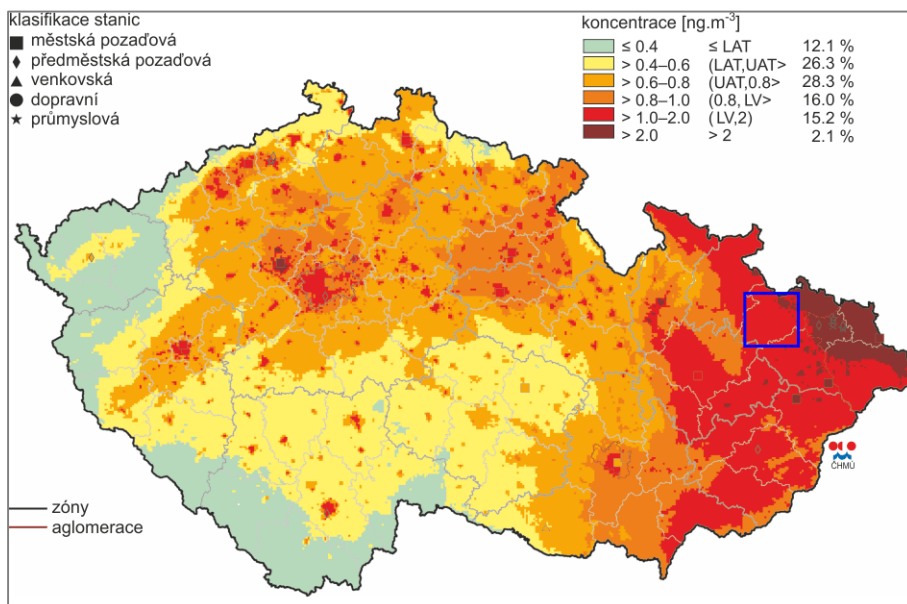 klasifikace stanic
městská pozaďová
předměstská pozaďová
venkovská
dopravní
průmyslová
koncentrace [ng.m⁻³]
≤ 0.4 ≤ LAT 12.1 %
> 0.4–0.6 (LAT,UAT> 26.3 %
> 0.6–0.8 (UAT,0.8> 28.3 %
> 0.8–1.0 (0.8, LV> 16.0 %
> 1.0–2.0 (LV,2) 15.2 %
> 2.0 > 2 2.1 %
ČHMÚ
zóny
aglomerace